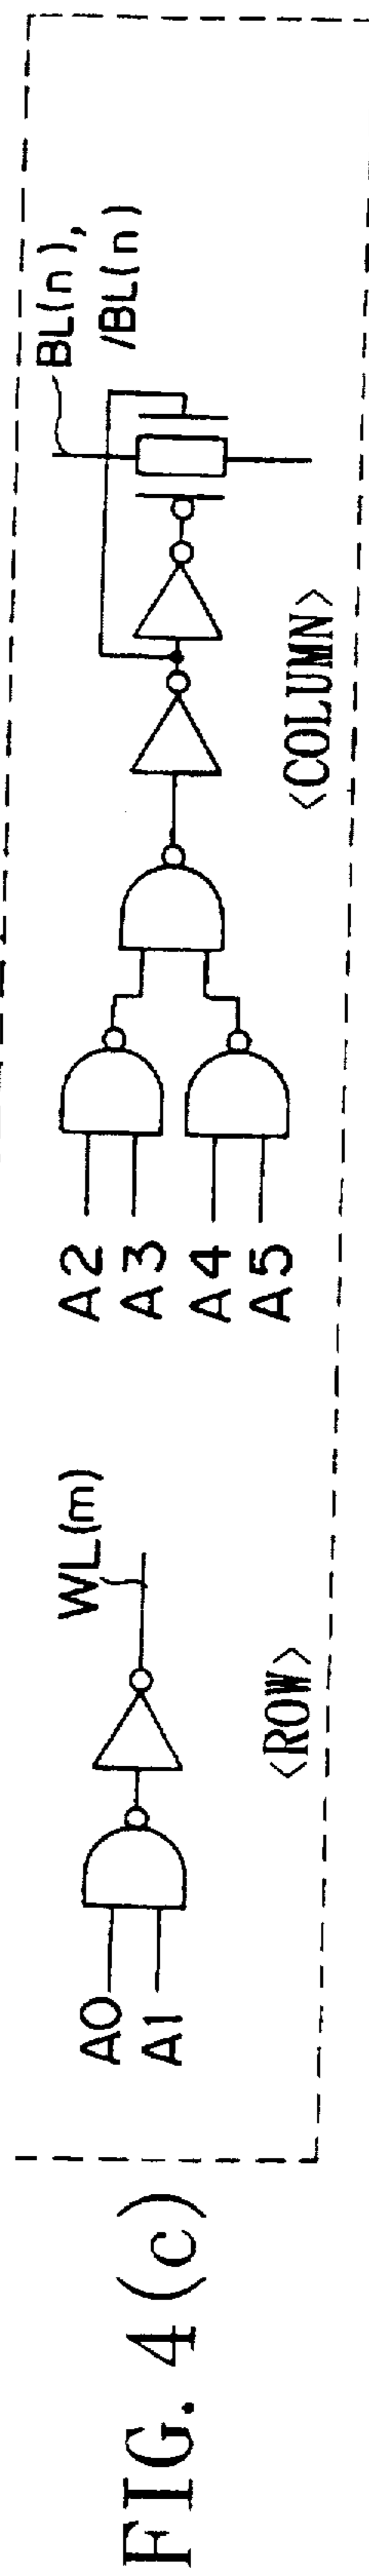 FIG. 4 (c)
A0
A1
WL(m)
<ROW>
A2
A3
A4
A5
BL(n),
/BL(n)
<COLUMN>